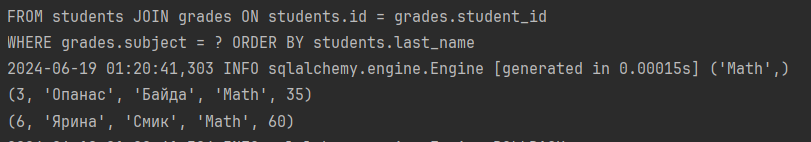 FROM students JOIN grades ON students.id = grades.student_id
WHERE grades.subject = ? ORDER BY students.last_name
2024-06-19 01:20:41,303 INFO sqlalchemy.engine.Engine [generated in 0.00015s] ('Math',)
(3, 'Опанас', 'Байда', 'Math', 35)
(6, 'Ярина', 'Смик', 'Math', 60)